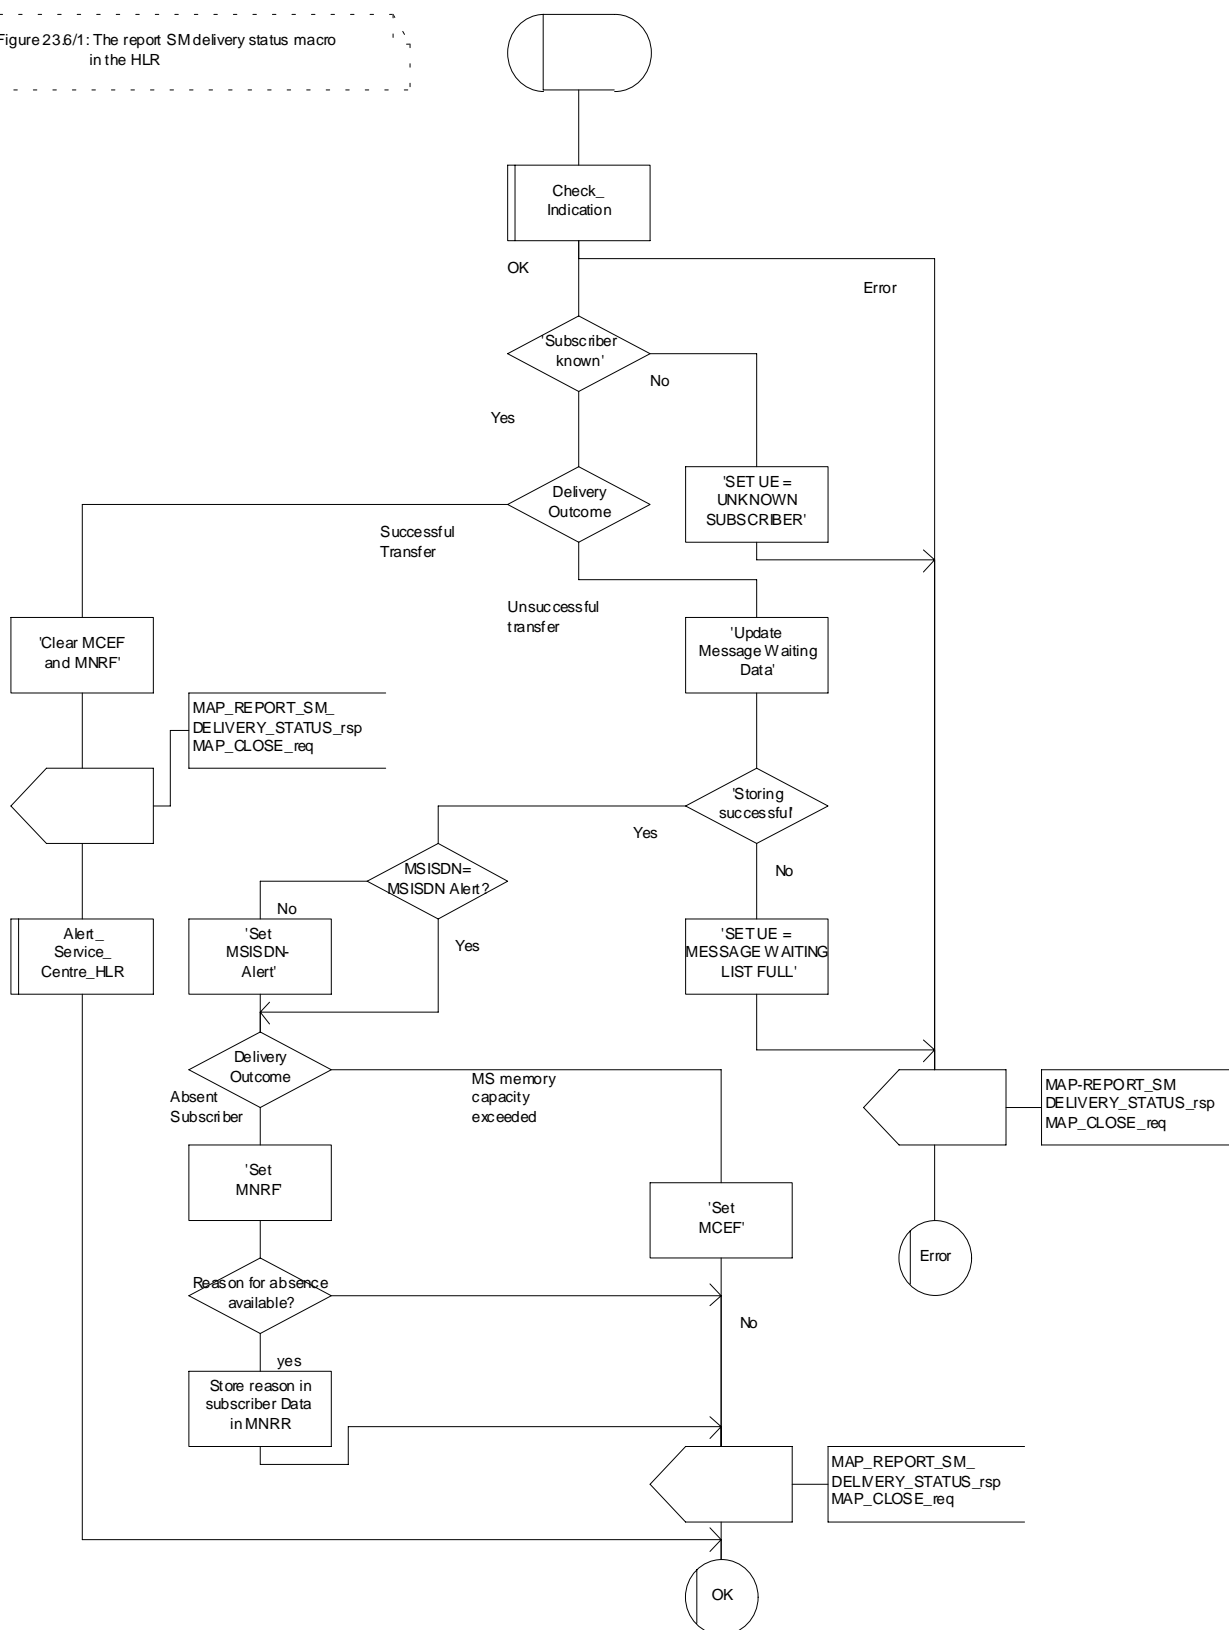 Figure 23.6/1: The report SM delivery status macro
in the HLR
Check_
Indication
OK
Error
'Subscriber
known'
No
Yes
Delivery
Outcome
'SET UE =
UNKNOWN
SUBSCRIBER'
Successful
Transfer
Unsuccessful
transfer
'Clear MCEF
and MNRF'
'Update
Message Waiting
Data'
MAP_REPORT_SM_
DELIVERY_STATUS_rsp
MAP_CLOSE_req
'Storing
successful'
Yes
No
MSISDN=
MSISDN Alert?
No
Yes
Alert_
Service_
Centre_HLR
'Set
MSISDN-
Alert'
'SET UE =
MESSAGE WAITING
LIST FULL'
Delivery
Outcome
Absent
Subscriber
MS memory
capacity
exceeded
MAP-REPORT_SM
DELIVERY_STATUS_rsp
MAP_CLOSE_req
'Set
MNRF'
'Set
MCEF'
Error
Reason for absence
available?
No
yes
Store reason in
subscriber Data
in MNRR
MAP_REPORT_SM_
DELIVERY_STATUS_rsp
MAP_CLOSE_req
OK